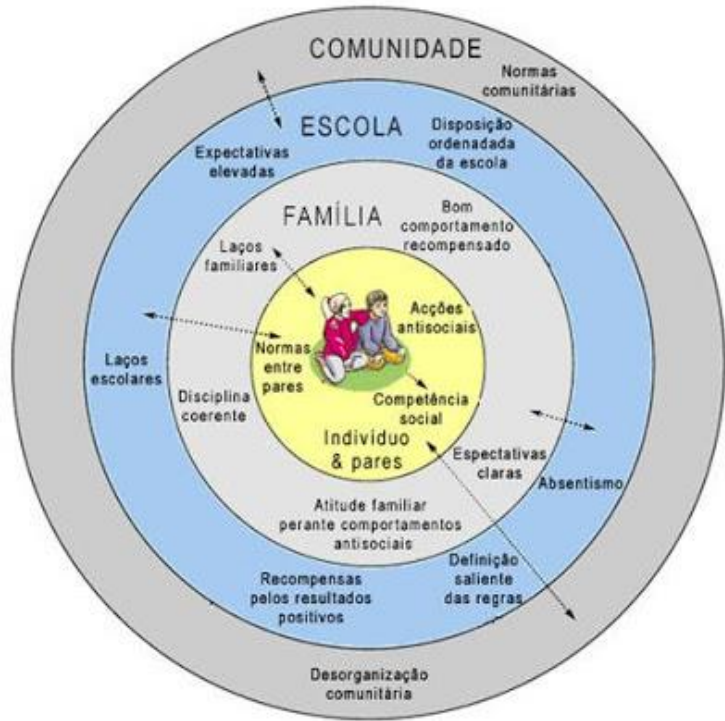 COMUNIDADE
Normas
comunitárias
ESCOLA
Expectativas
elevadas
Disposição
ordenadada
da escola
FAMÍLIA
Bom
comportamento
recompensado
Laços
familiares
Acções
antisociais
Normas
entre
pares
Laços
escolares
Disciplina
coerente
Competência
social
Indivíduo
& pares
Espectativas
claras
Absentismo
Atitude familiar
perante comportamentos
antisociais
Definição
saliente
das regras
Recompensas
pelos resultados
positivos
Desorganização
comunitária